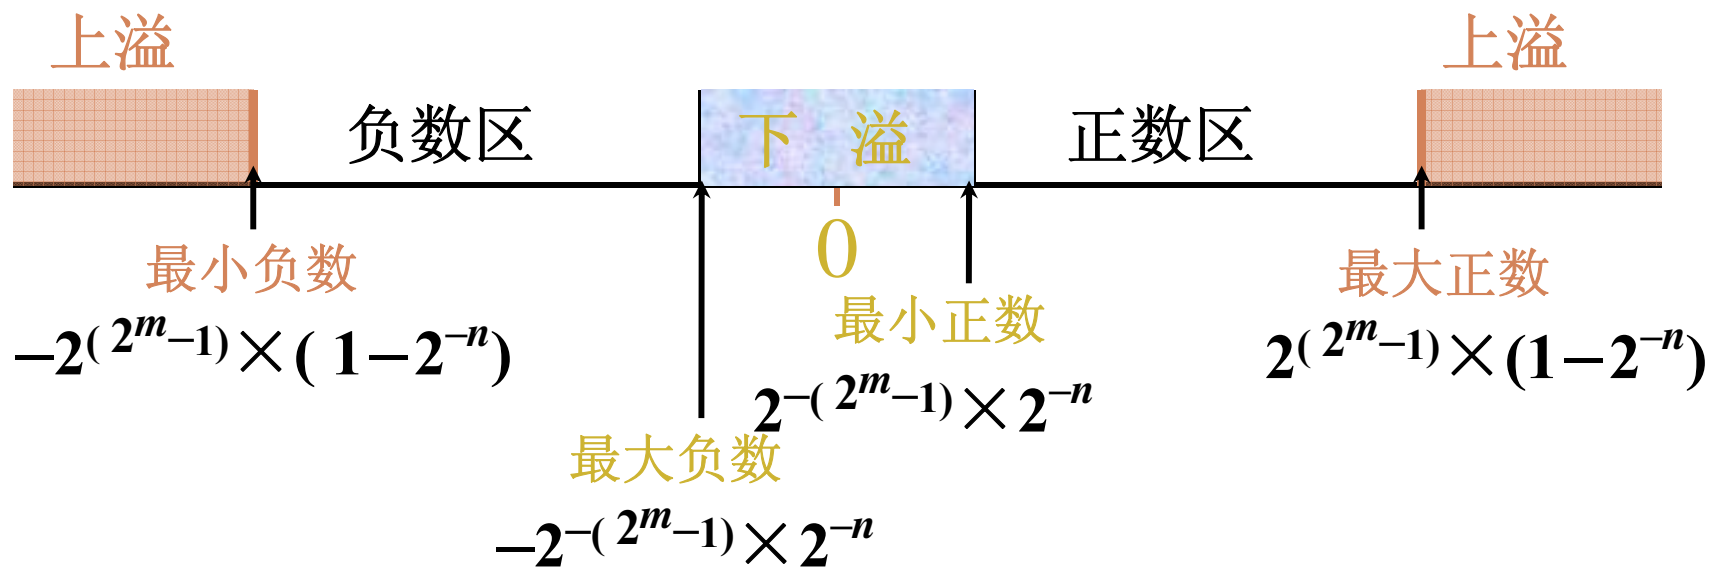 上溢 上溢
负数区 下 溢 正数区
0
最小负数 最大正数
最小正数
−2^(2^m−1)×(1−2^−n) 2^(2^m−1)×(1−2^−n)
2^−(2^m−1)×2^−n
最大负数
−2^−(2^m−1)×2^−n